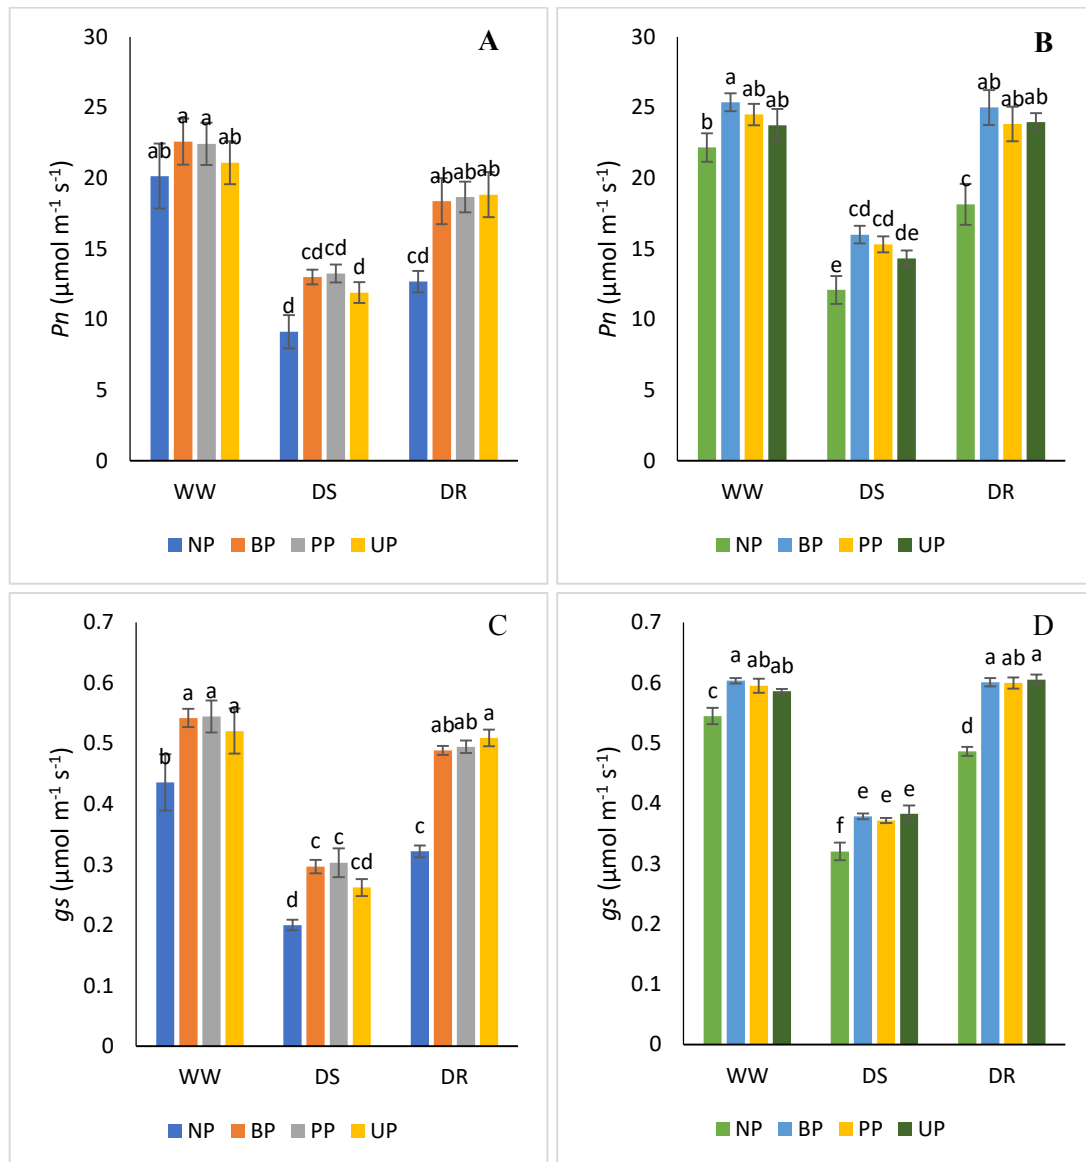 A
30
25
20
15
10
5
0
Pn (µmol m-1 s-1)
ab a a ab
d cd cd d
cd ab ab ab
WW DS DR
NP BP PP UP
B
30
25
20
15
10
5
0
Pn (µmol m-1 s-1)
b a ab ab
e cd cd de
c ab ab ab
WW DS DR
NP BP PP UP
C
0.7
0.6
0.5
0.4
0.3
0.2
0.1
0
gs (µmol m-1 s-1)
b a a a
d c c cd
c ab ab a
WW DS DR
NP BP PP UP
D
0.7
0.6
0.5
0.4
0.3
0.2
0.1
0
gs (µmol m-1 s-1)
c a ab ab
f e e e
d a ab a
WW DS DR
NP BP PP UP